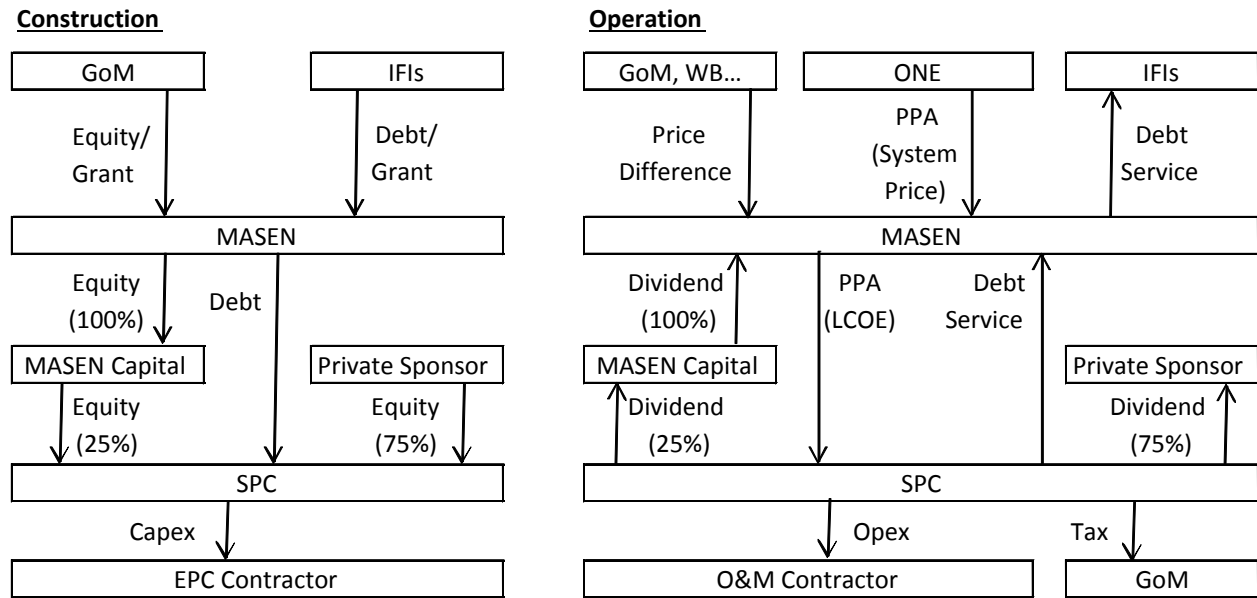 Construction
GoM
IFIs
Equity/
Grant
Debt/
Grant
MASEN
Equity
(100%)
Debt
MASEN Capital
Private Sponsor
Equity
(25%)
Equity
(75%)
SPC
Capex
EPC Contractor
Operation
GoM, WB...
ONE
IFIs
Price
Difference
PPA
(System
Price)
Debt
Service
MASEN
Dividend
(100%)
PPA
(LCOE)
Debt
Service
MASEN Capital
Private Sponsor
Dividend
(25%)
Dividend
(75%)
SPC
Opex
Tax
O&M Contractor
GoM